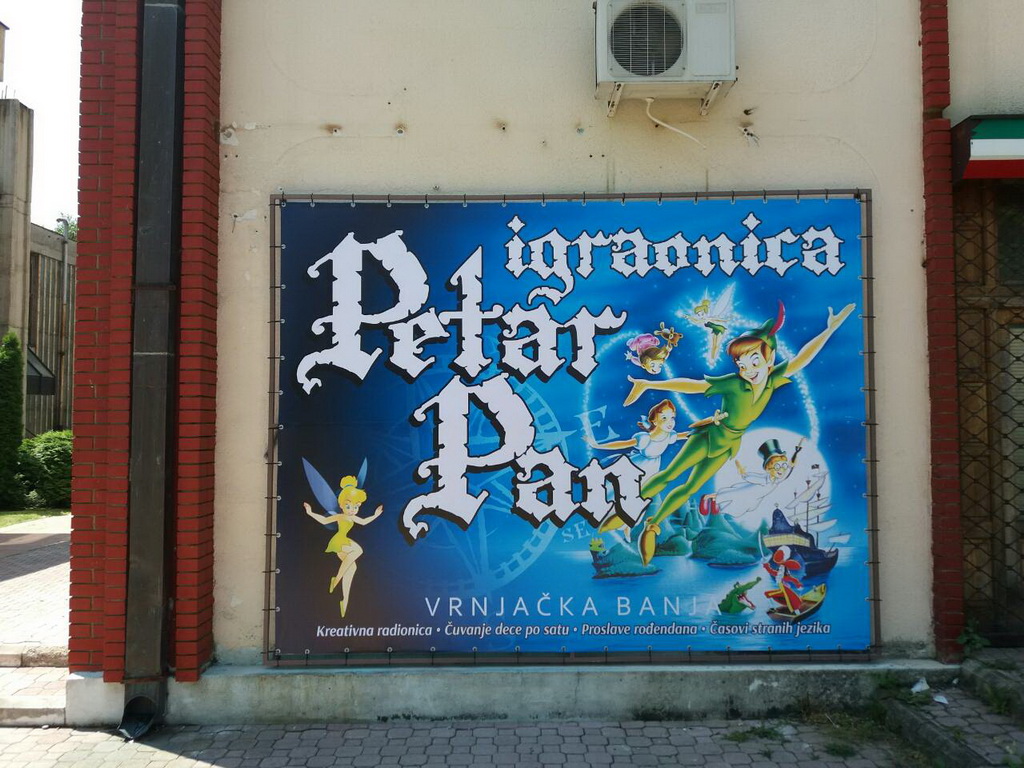 igraonica
Petar
Pan
VRNJAČKA BANJA
Kreativna radionica • Čuvanje dece po satu • Proslave rođendana • Časovi stranih jezika